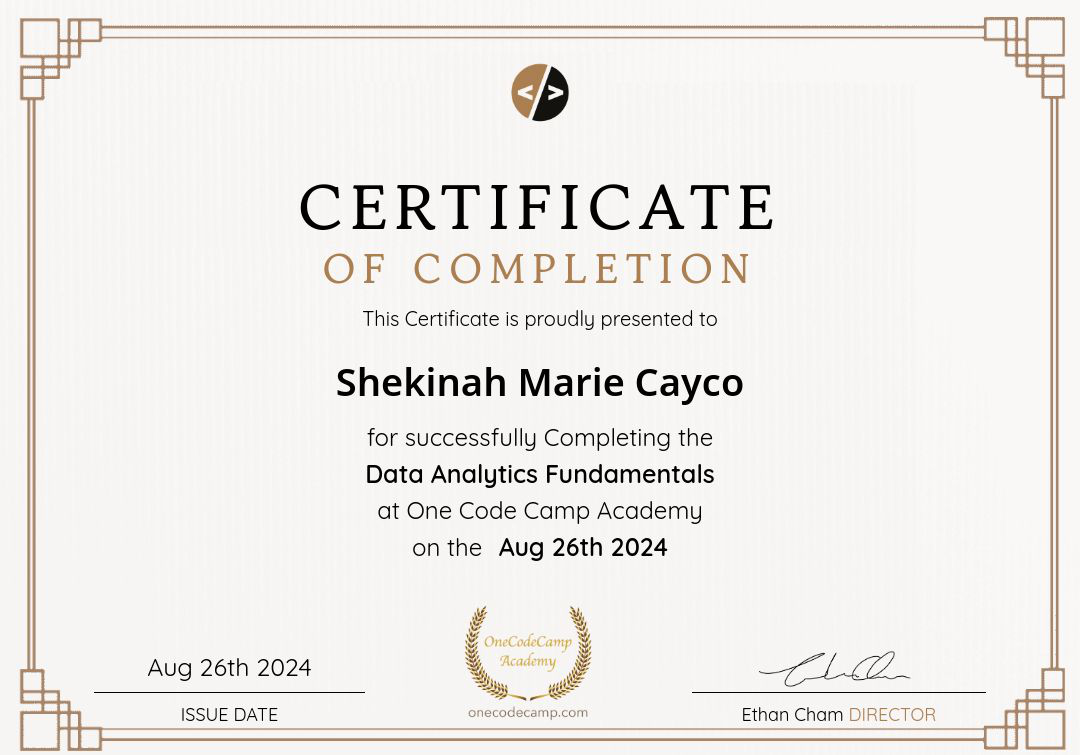 < / >
CERTIFICATE
OF COMPLETION
This Certificate is proudly presented to
Shekinah Marie Cayco
for successfully Completing the
Data Analytics Fundamentals
at One Code Camp Academy
on the Aug 26th 2024
OneCodeCamp
Academy
onecodecamp.com
Aug 26th 2024
ISSUE DATE
Ethan Cham DIRECTOR